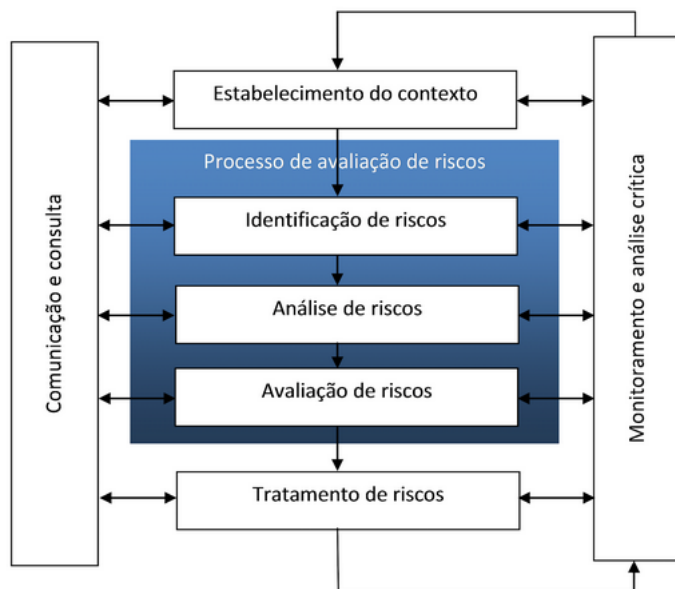 Estabelecimento do contexto
Processo de avaliação de riscos
Identificação de riscos
Análise de riscos
Avaliação de riscos
Tratamento de riscos
Comunicação e consulta
Monitoramento e análise crítica